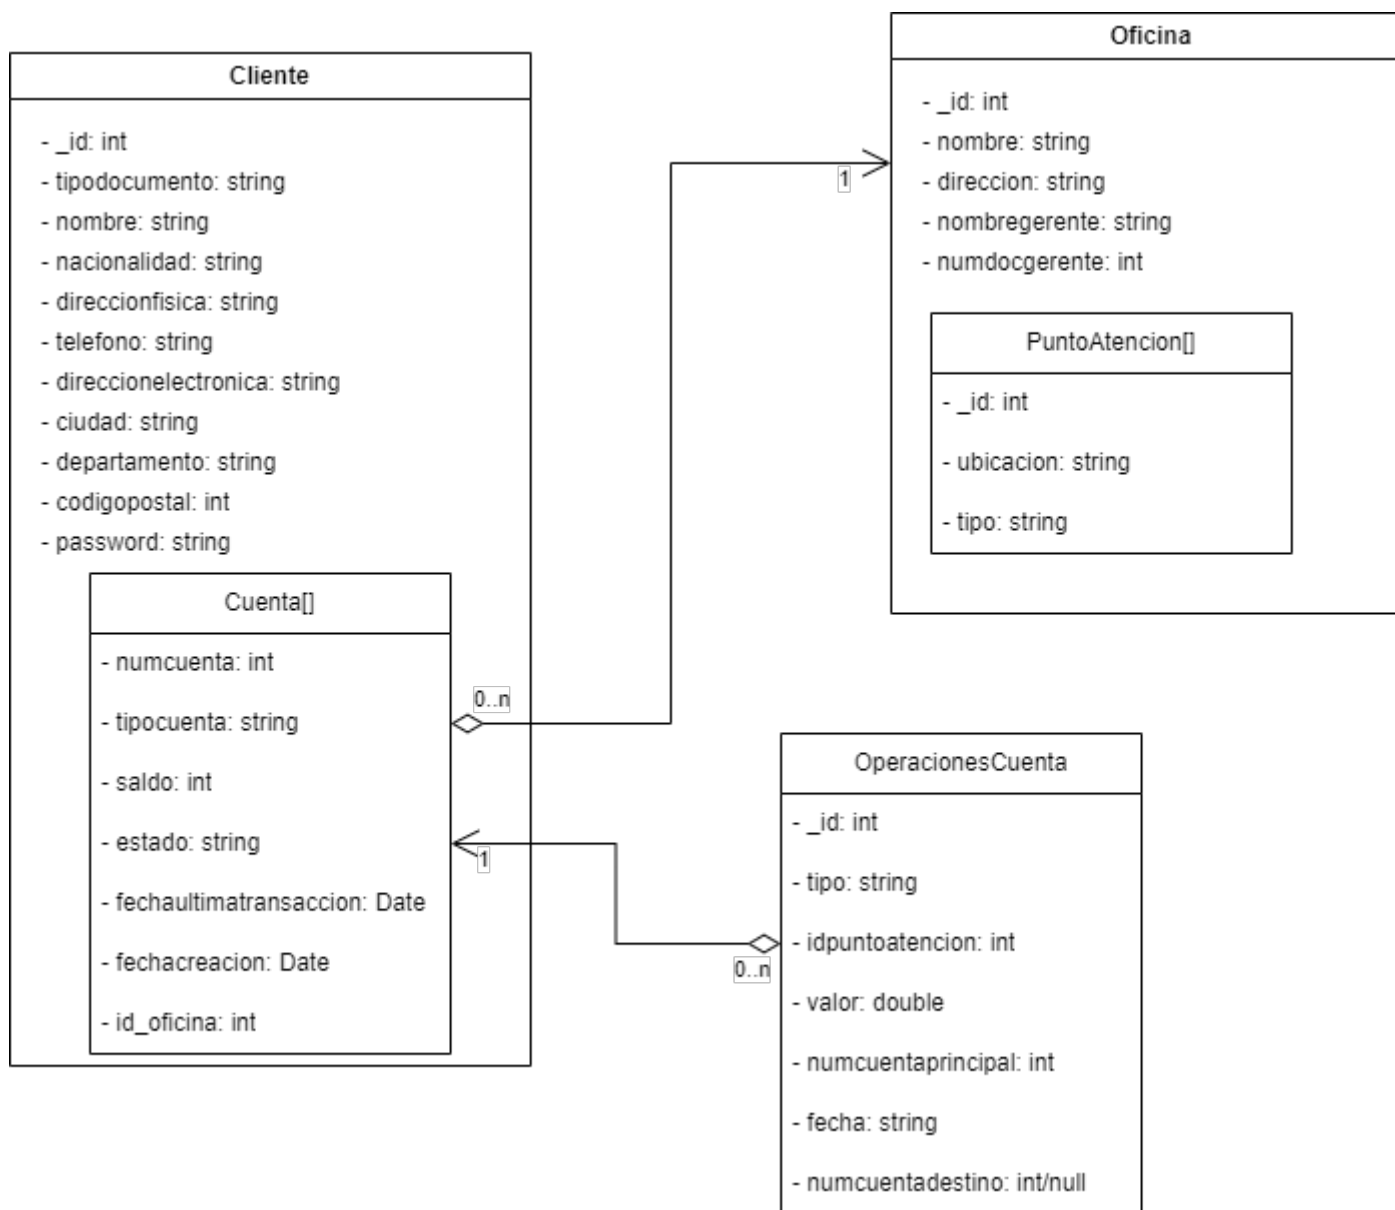 Cliente
- _id: int
- tipodocumento: string
- nombre: string
- nacionalidad: string
- direccionfisica: string
- telefono: string
- direccionelectronica: string
- ciudad: string
- departamento: string
- codigopostal: int
- password: string
Cuenta[]
- numcuenta: int
- tipocuenta: string
- saldo: int
- estado: string
- fechaultimatransaccion: Date
- fechacreacion: Date
- id_oficina: int
0..n
1
1
0..n
Oficina
- _id: int
- nombre: string
- direccion: string
- nombregerente: string
- numdocgerente: int
PuntoAtencion[]
- _id: int
- ubicacion: string
- tipo: string
OperacionesCuenta
- _id: int
- tipo: string
- idpuntoatencion: int
- valor: double
- numcuentaprincipal: int
- fecha: string
- numcuentadestino: int/null